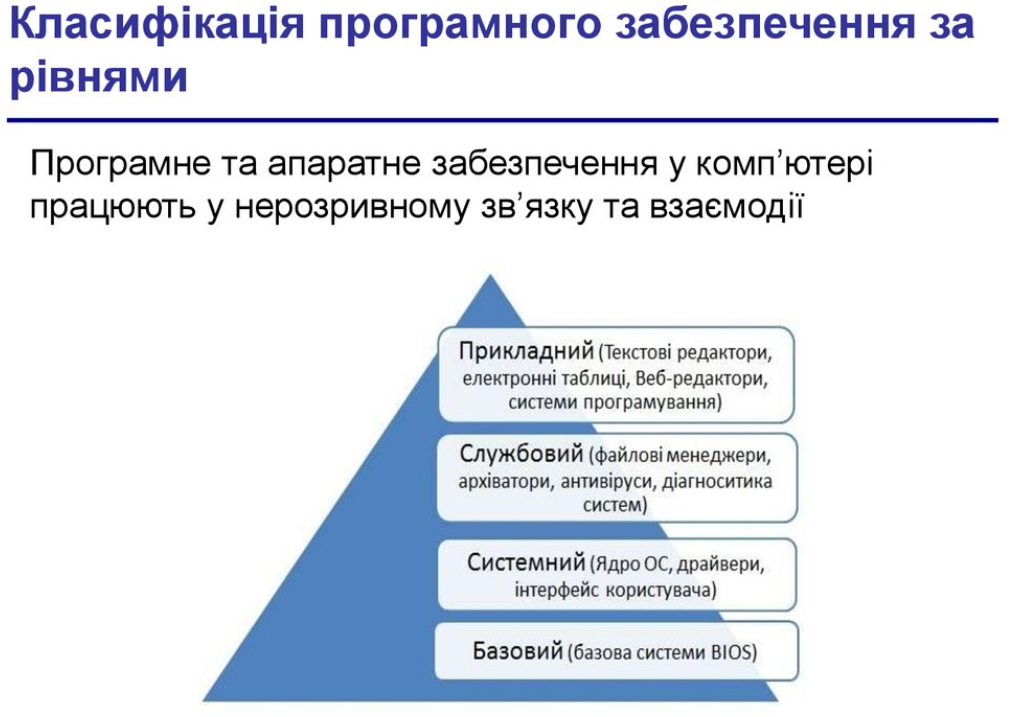 Класифікація програмного забезпечення за
рівнями
Програмне та апаратне забезпечення у комп’ютері
працюють у нерозривному зв’язку та взаємодії
Прикладний (Текстові редактори,
електронні таблиці, Веб-редактори,
системи програмування)
Службовий (файлові менеджери,
архіватори, антивіруси, діагноситика
систем)
Системний (Ядро ОС, драйвери,
інтерфейс користувача)
Базовий (базова системи BIOS)